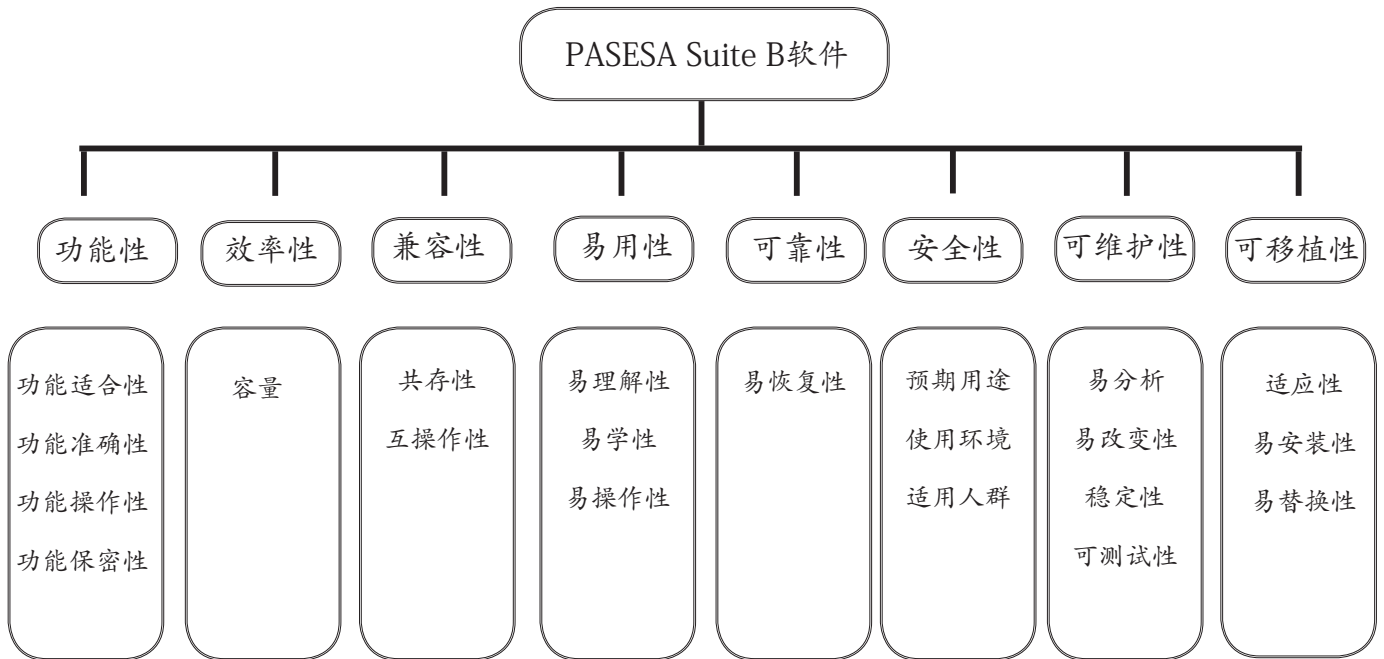 PASESA Suite B软件
功能性
效率性
兼容性
易用性
可靠性
安全性
可维护性
可移植性
功能适合性
功能准确性
功能操作性
功能保密性
容量
共存性
互操作性
易理解性
易学性
易操作性
易恢复性
预期用途
使用环境
适用人群
易分析
易改变性
稳定性
可测试性
适应性
易安装性
易替换性